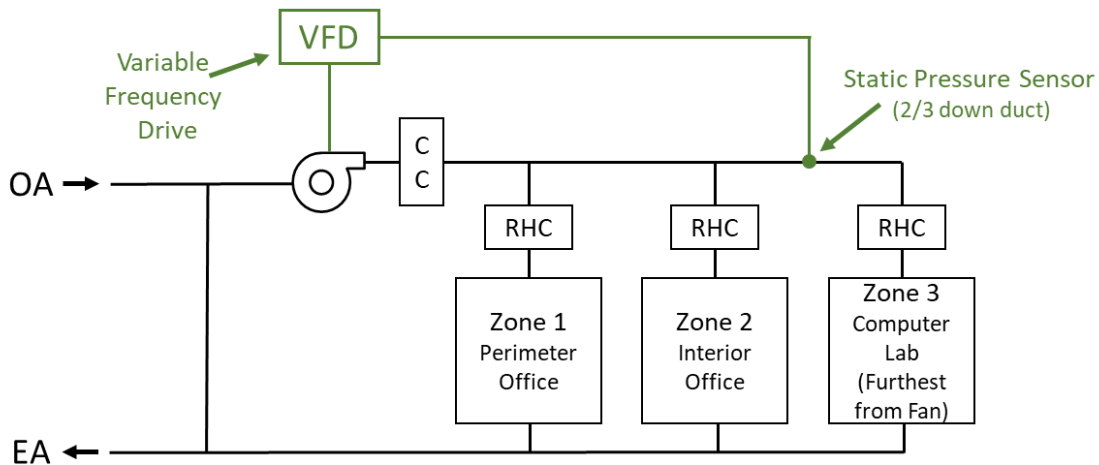 VFD
Variable
Frequency
Drive
Static Pressure Sensor
(2/3 down duct)
C
C
OA
RHC
RHC
RHC
Zone 1
Perimeter
Office
Zone 2
Interior
Office
Zone 3
Computer
Lab
(Furthest
from Fan)
EA